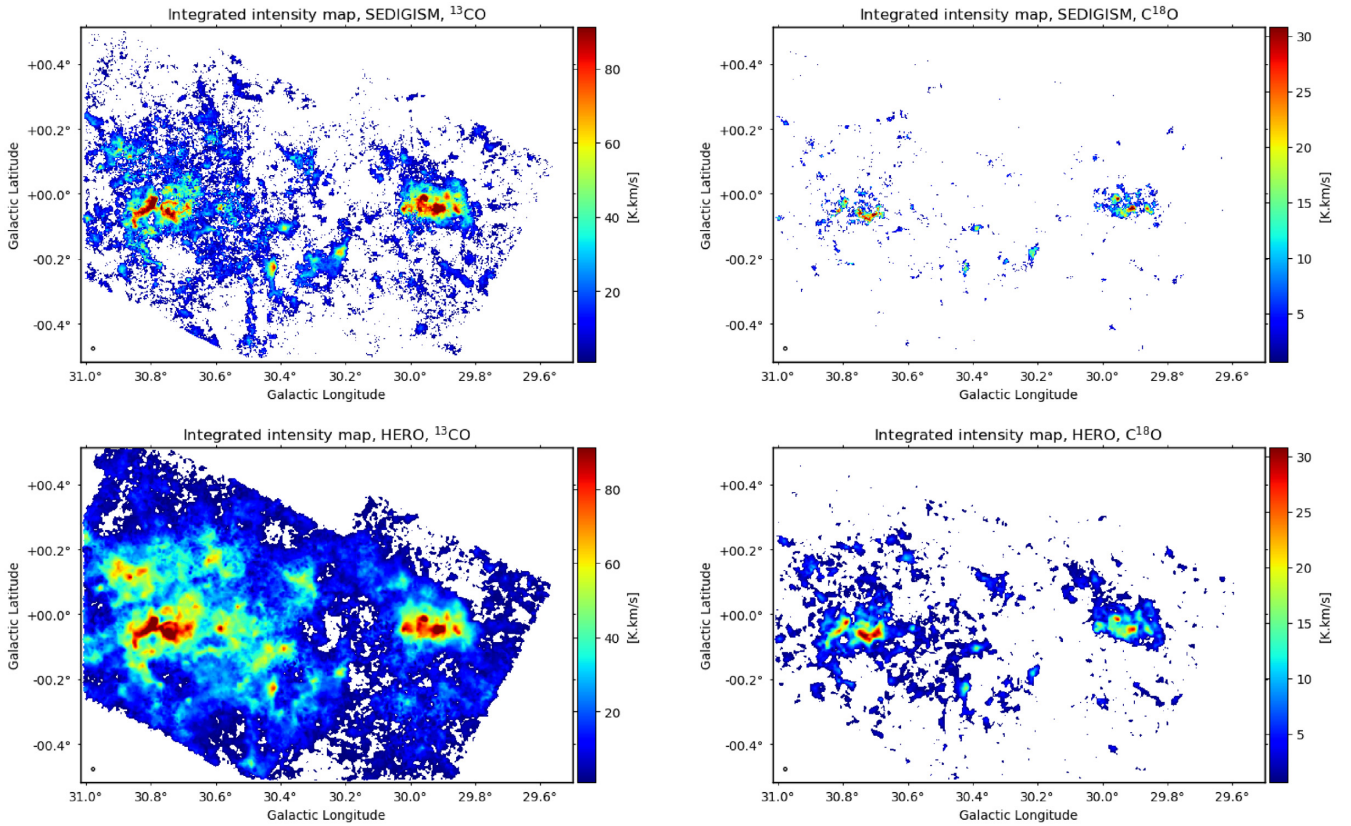 Integrated intensity map, SEDIGISM, ¹³CO
+00.4°
+00.2°
+00.0°
-00.2°
-00.4°
Galactic Latitude
31.0° 30.8° 30.6° 30.4° 30.2° 30.0° 29.8° 29.6°
Galactic Longitude
80
60
40
20
[K.km/s]
Integrated intensity map, SEDIGISM, C¹⁸O
+00.4°
+00.2°
+00.0°
-00.2°
-00.4°
Galactic Latitude
31.0° 30.8° 30.6° 30.4° 30.2° 30.0° 29.8° 29.6°
Galactic Longitude
30
25
20
15
10
5
[K.km/s]
Integrated intensity map, HERO, ¹³CO
+00.4°
+00.2°
+00.0°
-00.2°
-00.4°
Galactic Latitude
31.0° 30.8° 30.6° 30.4° 30.2° 30.0° 29.8° 29.6°
Galactic Longitude
80
60
40
20
[K.km/s]
Integrated intensity map, HERO, C¹⁸O
+00.4°
+00.2°
+00.0°
-00.2°
-00.4°
Galactic Latitude
31.0° 30.8° 30.6° 30.4° 30.2° 30.0° 29.8° 29.6°
Galactic Longitude
30
25
20
15
10
5
[K.km/s]